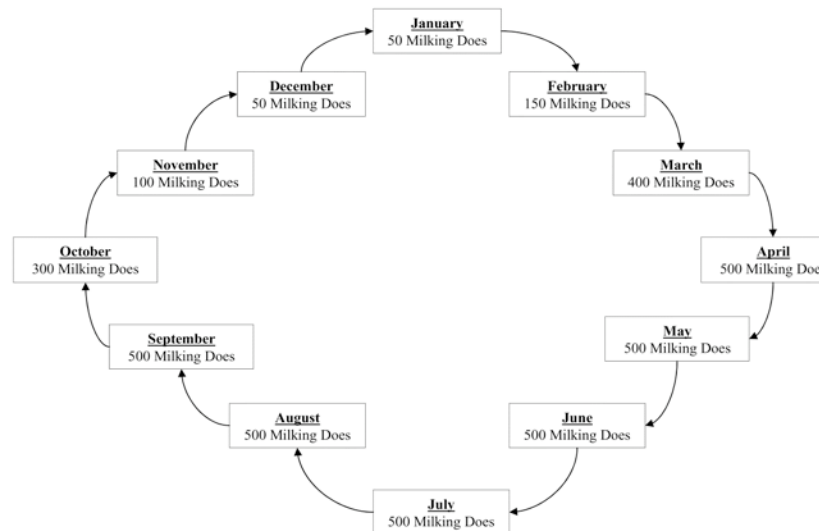 January
50 Milking Does
February
150 Milking Does
March
400 Milking Does
April
500 Milking Doe
May
500 Milking Does
June
500 Milking Does
July
500 Milking Does
August
500 Milking Does
September
500 Milking Does
October
300 Milking Does
November
100 Milking Does
December
50 Milking Does